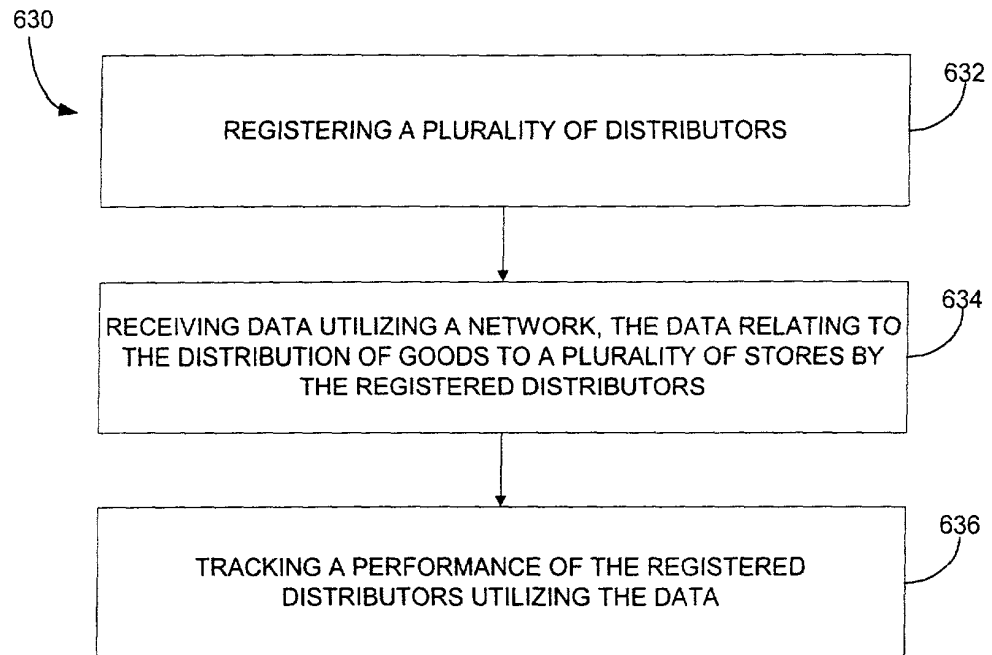 630
632
REGISTERING A PLURALITY OF DISTRIBUTORS
634
RECEIVING DATA UTILIZING A NETWORK, THE DATA RELATING TO
THE DISTRIBUTION OF GOODS TO A PLURALITY OF STORES BY
THE REGISTERED DISTRIBUTORS
636
TRACKING A PERFORMANCE OF THE REGISTERED
DISTRIBUTORS UTILIZING THE DATA